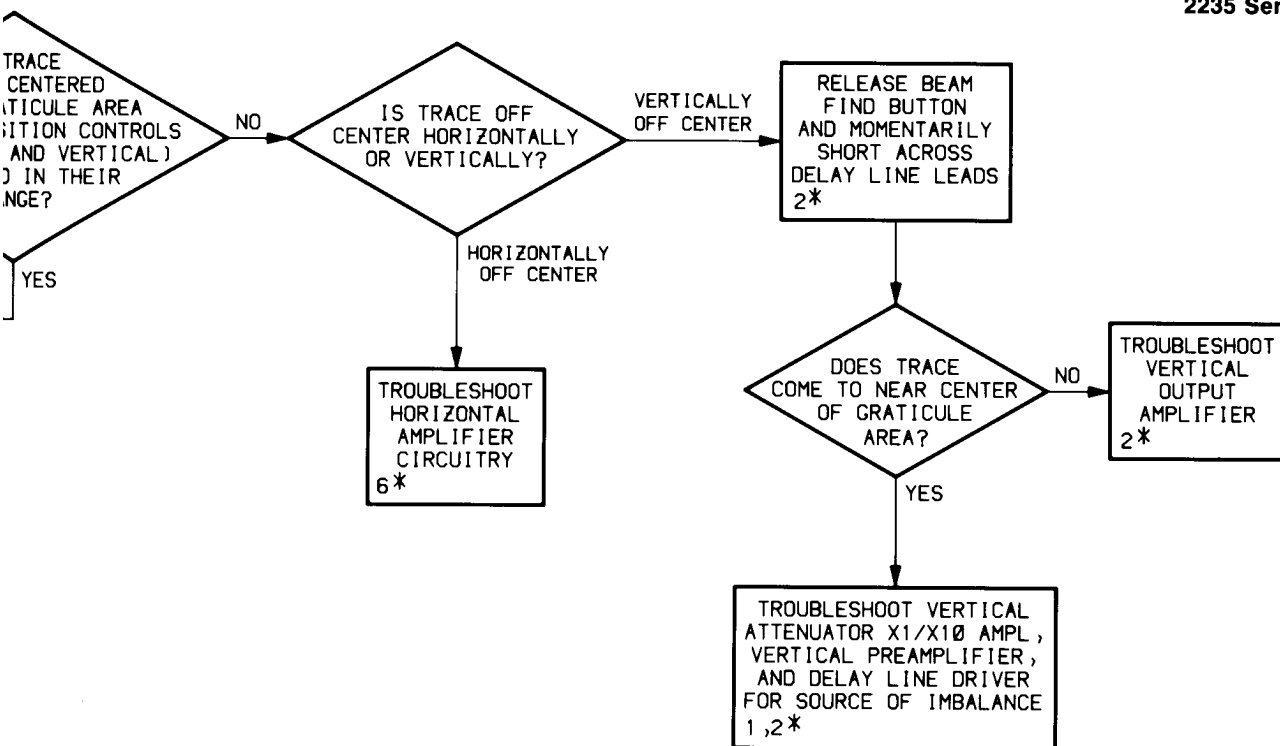 2235 Ser
TRACE
CENTERED
ATICULE AREA
SITION CONTROLS
AND VERTICAL)
D IN THEIR
NGE?
NO
YES
IS TRACE OFF
CENTER HORIZONTALLY
OR VERTICALLY?
VERTICALLY
OFF CENTER
HORIZONTALLY
OFF CENTER
RELEASE BEAM
FIND BUTTON
AND MOMENTARILY
SHORT ACROSS
DELAY LINE LEADS
2*
TROUBLESHOOT
HORIZONTAL
AMPLIFIER
CIRCUITRY
6*
DOES TRACE
COME TO NEAR CENTER
OF GRATICULE
AREA?
NO
YES
TROUBLESHOOT
VERTICAL
OUTPUT
AMPLIFIER
2*
TROUBLESHOOT VERTICAL
ATTENUATOR X1/X10 AMPL,
VERTICAL PREAMPLIFIER,
AND DELAY LINE DRIVER
FOR SOURCE OF IMBALANCE
1,2*